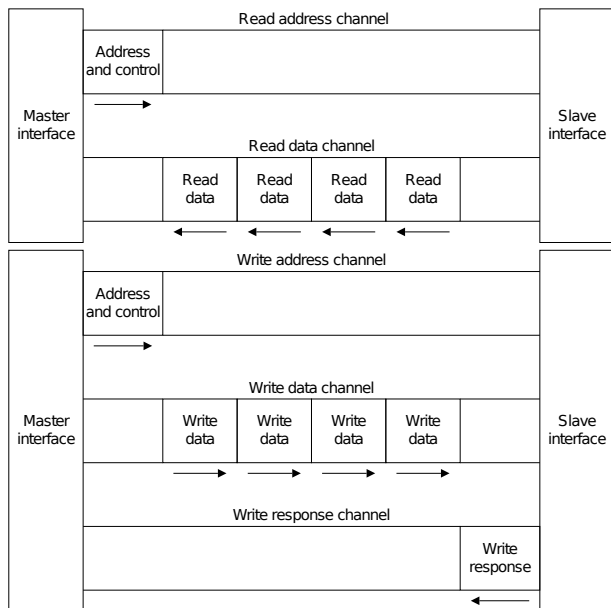 Read address channel
Address
and control
Master
interface
Slave
interface
Read data channel
Read
data
Read
data
Read
data
Read
data
Write address channel
Address
and control
Write data channel
Master
interface
Write
data
Write
data
Write
data
Write
data
Slave
interface
Write response channel
Write
response